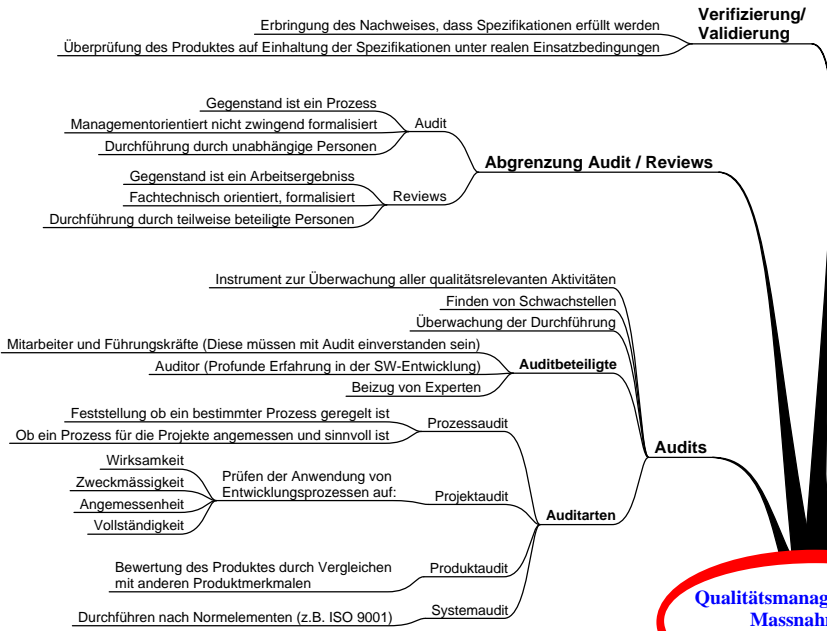 Verifizierung/
Validierung
Erbringung des Nachweises, dass Spezifikationen erfüllt werden
Überprüfung des Produktes auf Einhaltung der Spezifikationen unter realen Einsatzbedingungen
Abgrenzung Audit / Reviews
Audit
Gegenstand ist ein Prozess
Managementorientiert nicht zwingend formalisiert
Durchführung durch unabhängige Personen
Reviews
Gegenstand ist ein Arbeitsergebniss
Fachtechnisch orientiert, formalisiert
Durchführung durch teilweise beteiligte Personen
Audits
Instrument zur Überwachung aller qualitätsrelevanten Aktivitäten
Finden von Schwachstellen
Überwachung der Durchführung
Auditbeteiligte
Mitarbeiter und Führungskräfte (Diese müssen mit Audit einverstanden sein)
Auditor (Profunde Erfahrung in der SW-Entwicklung)
Beizug von Experten
Auditarten
Prozessaudit
Feststellung ob ein bestimmter Prozess geregelt ist
Ob ein Prozess für die Projekte angemessen und sinnvoll ist
Projektaudit
Prüfen der Anwendung von
Entwicklungsprozessen auf:
Wirksamkeit
Zweckmässigkeit
Angemessenheit
Vollständigkeit
Produktaudit
Bewertung des Produktes durch Vergleichen
mit anderen Produktmerkmalen
Systemaudit
Durchführen nach Normelementen (z.B. ISO 9001)
Qualitätsmanag
Massnahr